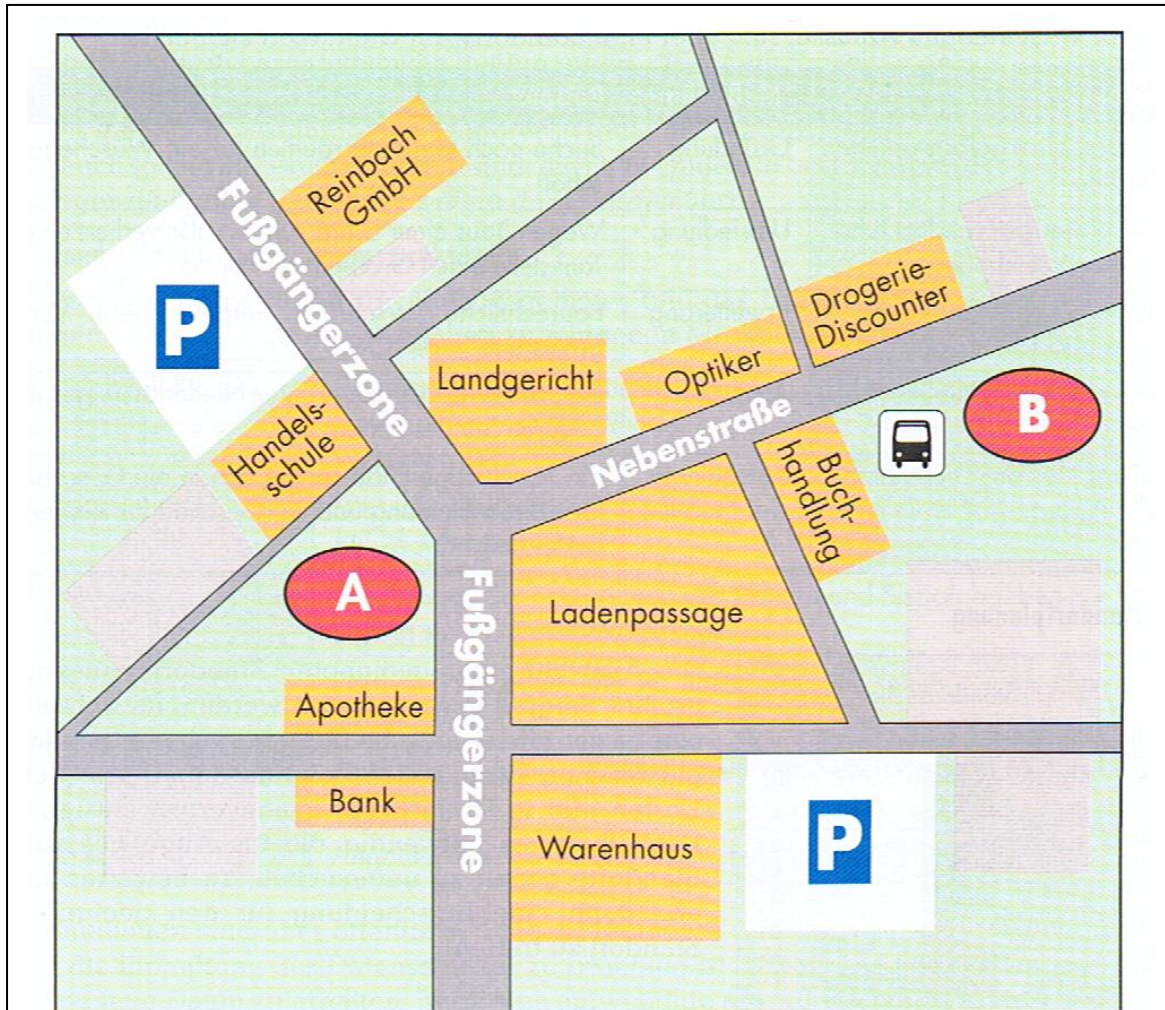 Reinbach
GmbH
Fußgängerzone
P
Drogerie-
Discounter
Landgericht
Optiker
Handels-
schule
Nebenstraße
B
Buch-
handlung
A
Fußgängerzone
Ladenpassage
Apotheke
Bank
Warenhaus
P